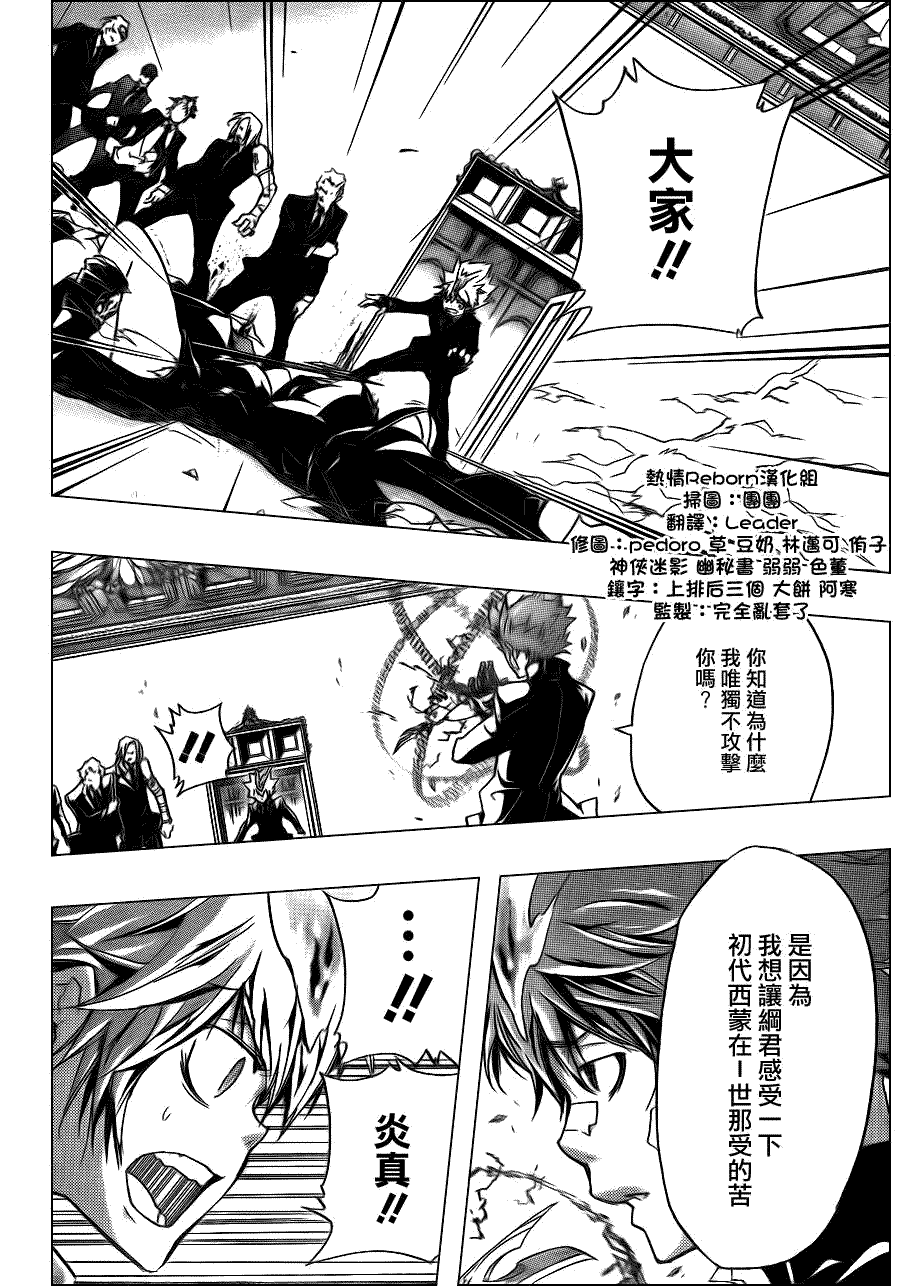 大家!!
熱情Reborn漢化組
掃圖：團團
翻譯：Leader
修圖：pedoro 草 豆奶 林邁可 侑子
神俠迷影 幽秘書 弱弱 色董
鑲字：上排后三個 大餅 阿寒
監製：完全亂套了
你知道為什麼
我唯獨不攻擊
你嗎？
!!
是因為
我想讓綱君感受一下
初代西蒙在I世那受的苦
…!!
炎真!!